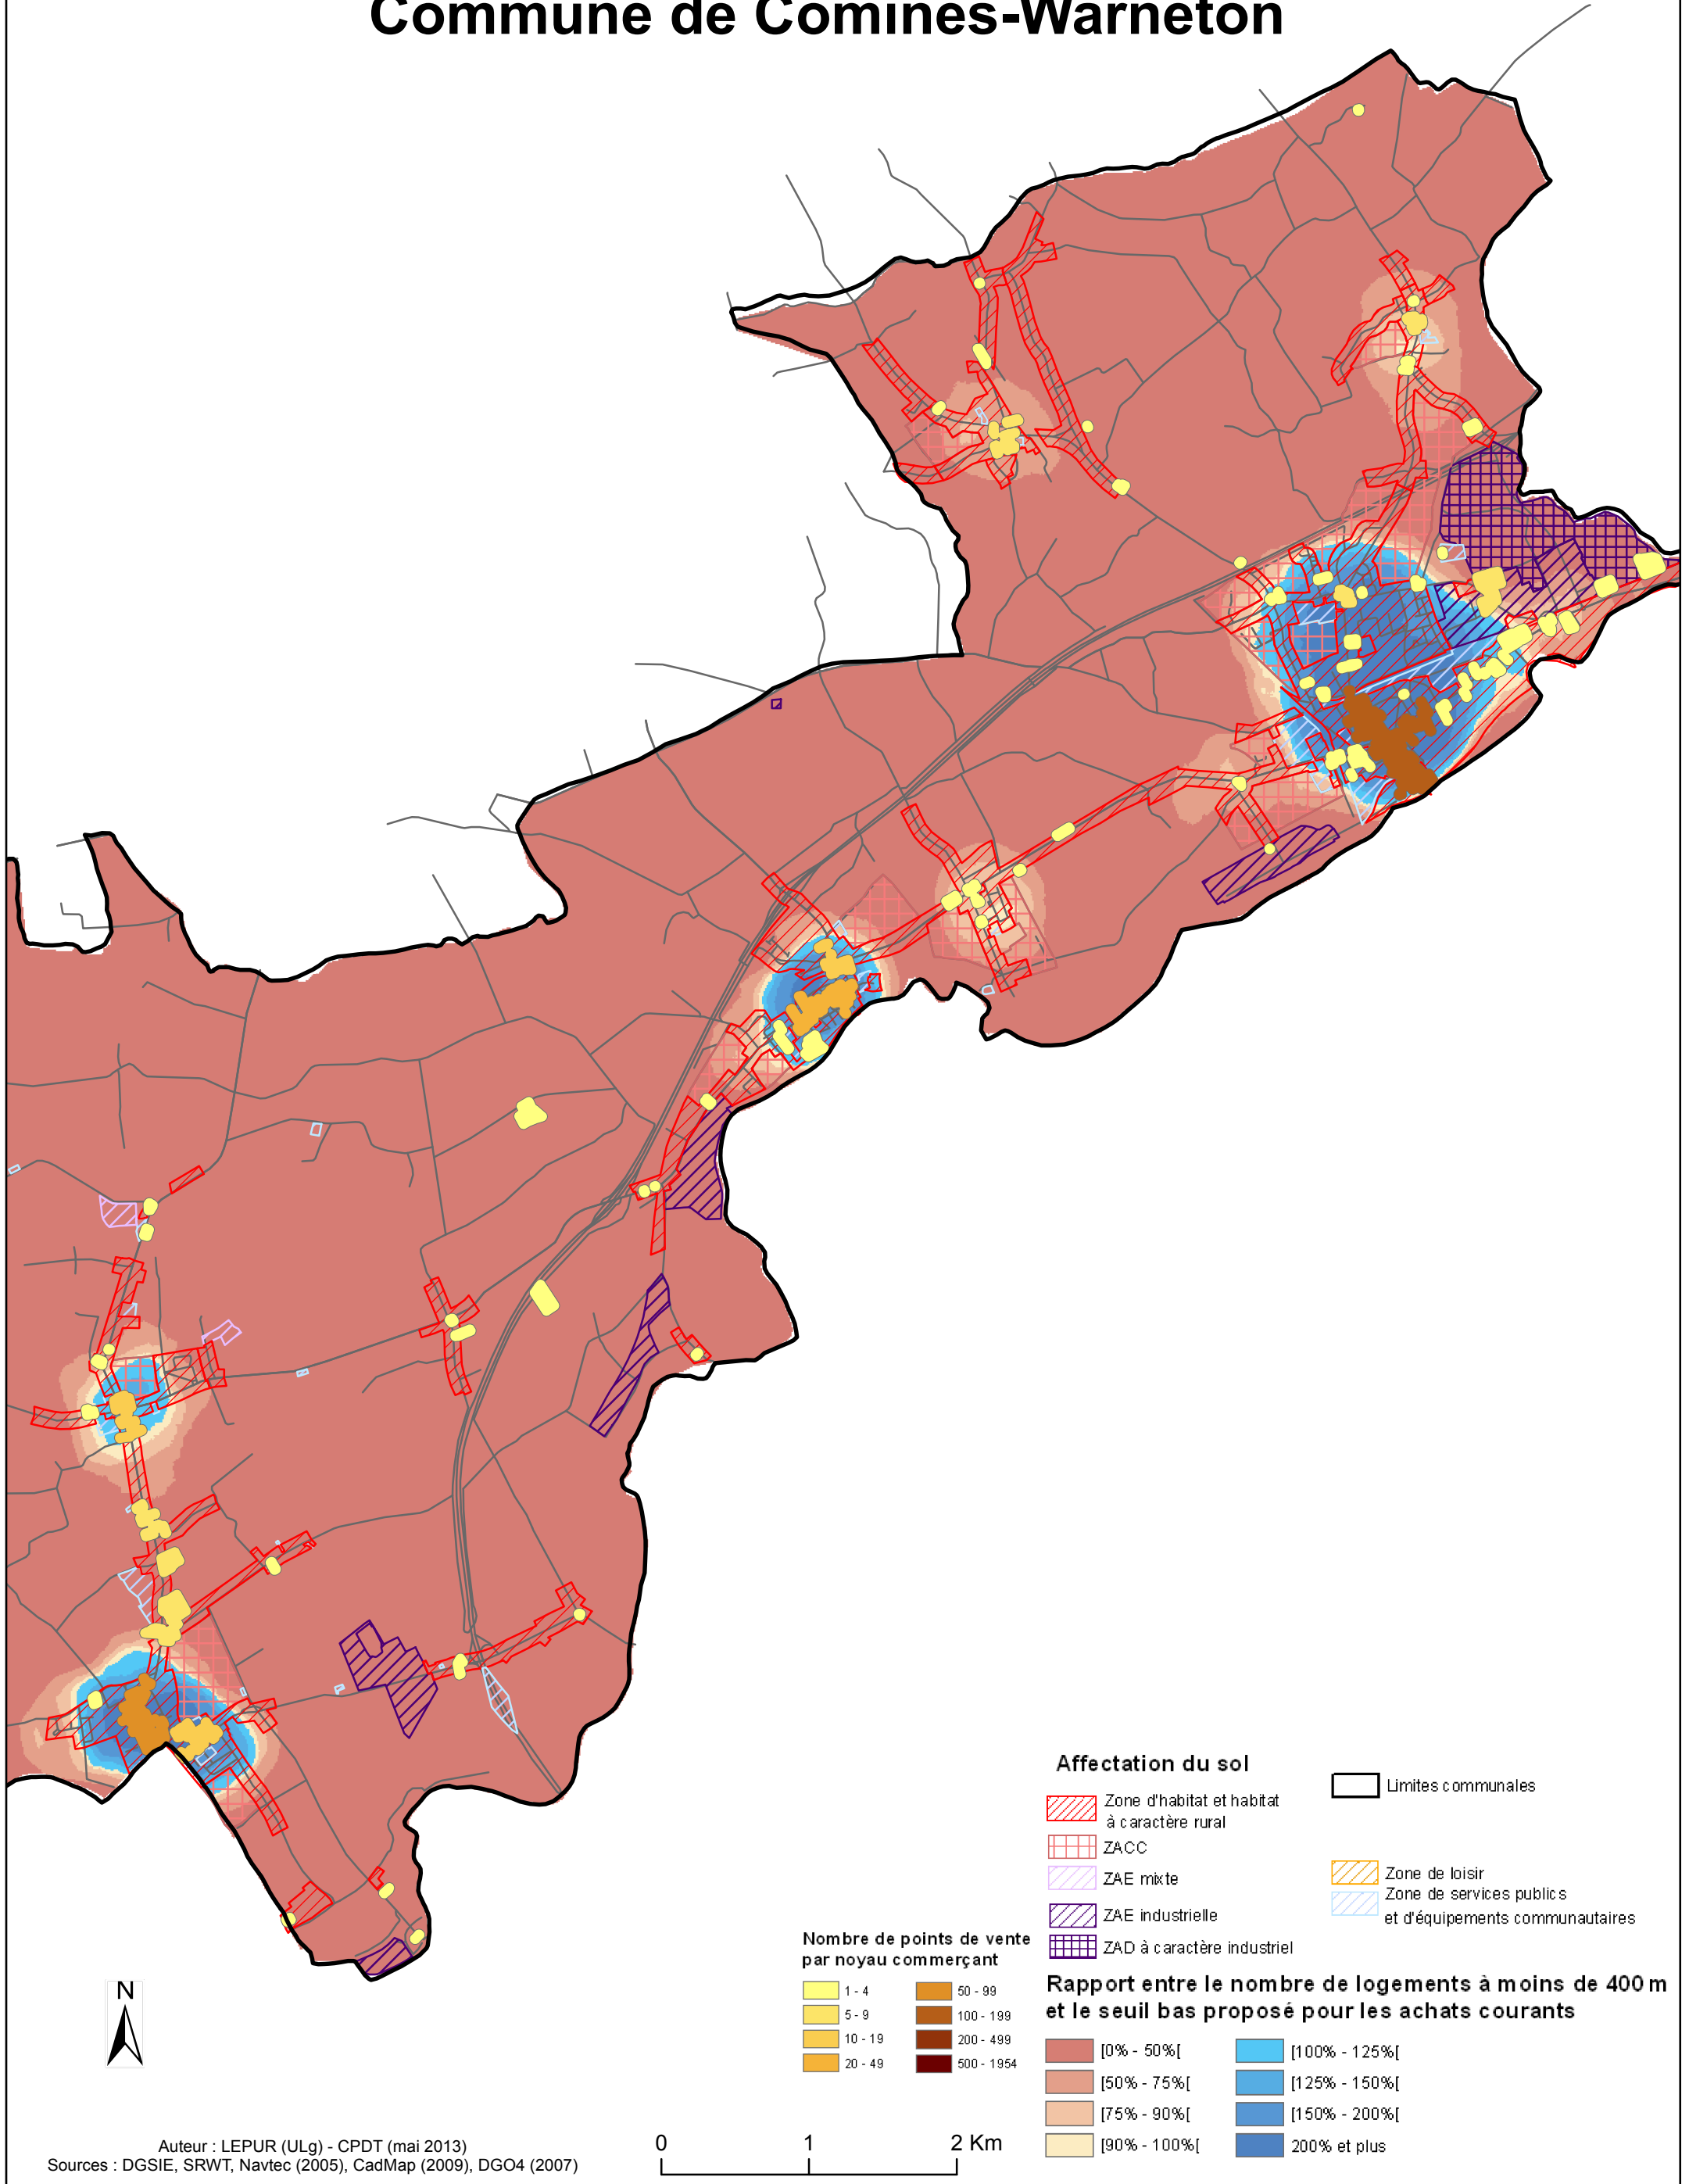 Commune de Comines-Warneton
Affectation du sol
Zone d'habitat et habitat
à caractère rural
ZACC
ZAE mixte
ZAE industrielle
ZAD à caractère industriel
Limites communales
Zone de loisir
Zone de services publics
et d'équipements communautaires
Nombre de points de vente
par noyau commerçant
1 - 4
5 - 9
10 - 19
20 - 49
50 - 99
100 - 199
200 - 499
500 - 1954
Rapport entre le nombre de logements à moins de 400 m
et le seuil bas proposé pour les achats courants
[0% - 50%[
[50% - 75%[
[75% - 90%[
[90% - 100%[
[100% - 125%[
[125% - 150%[
[150% - 200%[
200% et plus
N
0 1 2 Km
Auteur : LEPUR (ULg) - CPDT (mai 2013)
Sources : DGSIE, SRWT, Navtec (2005), CadMap (2009), DGO4 (2007)